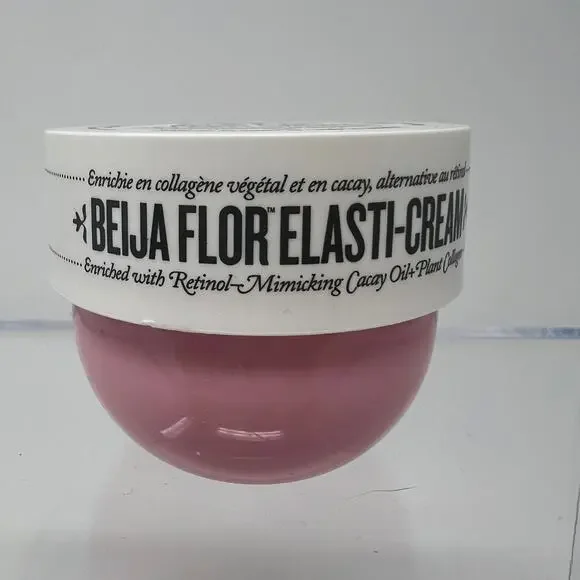 Enrichie en collagène végétal et en cacay, alternative au rétinol
BEIJA FLOR™ ELASTI-CREAM
Enriched with Retinol-Mimicking Cacay Oil+Plant Collagen